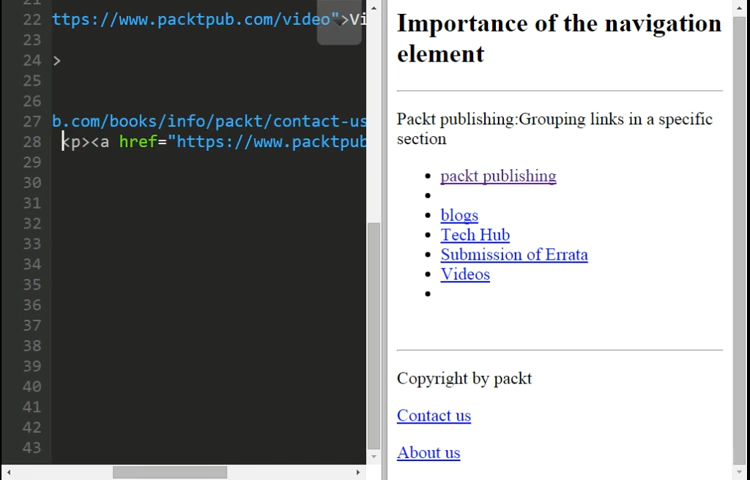 21
22 ttps://www.packtpub.com/video">Vi
23
24 >
25
26
27 b.com/books/info/packt/contact-us
28 <p><a href="https://www.packtpub
29
30
31
32
33
34
35
36
37
38
39
40
41
42
43
Importance of the navigation
element
Packt publishing:Grouping links in a specific
section
packt publishing
blogs
Tech Hub
Submission of Errata
Videos
Copyright by packt
Contact us
About us